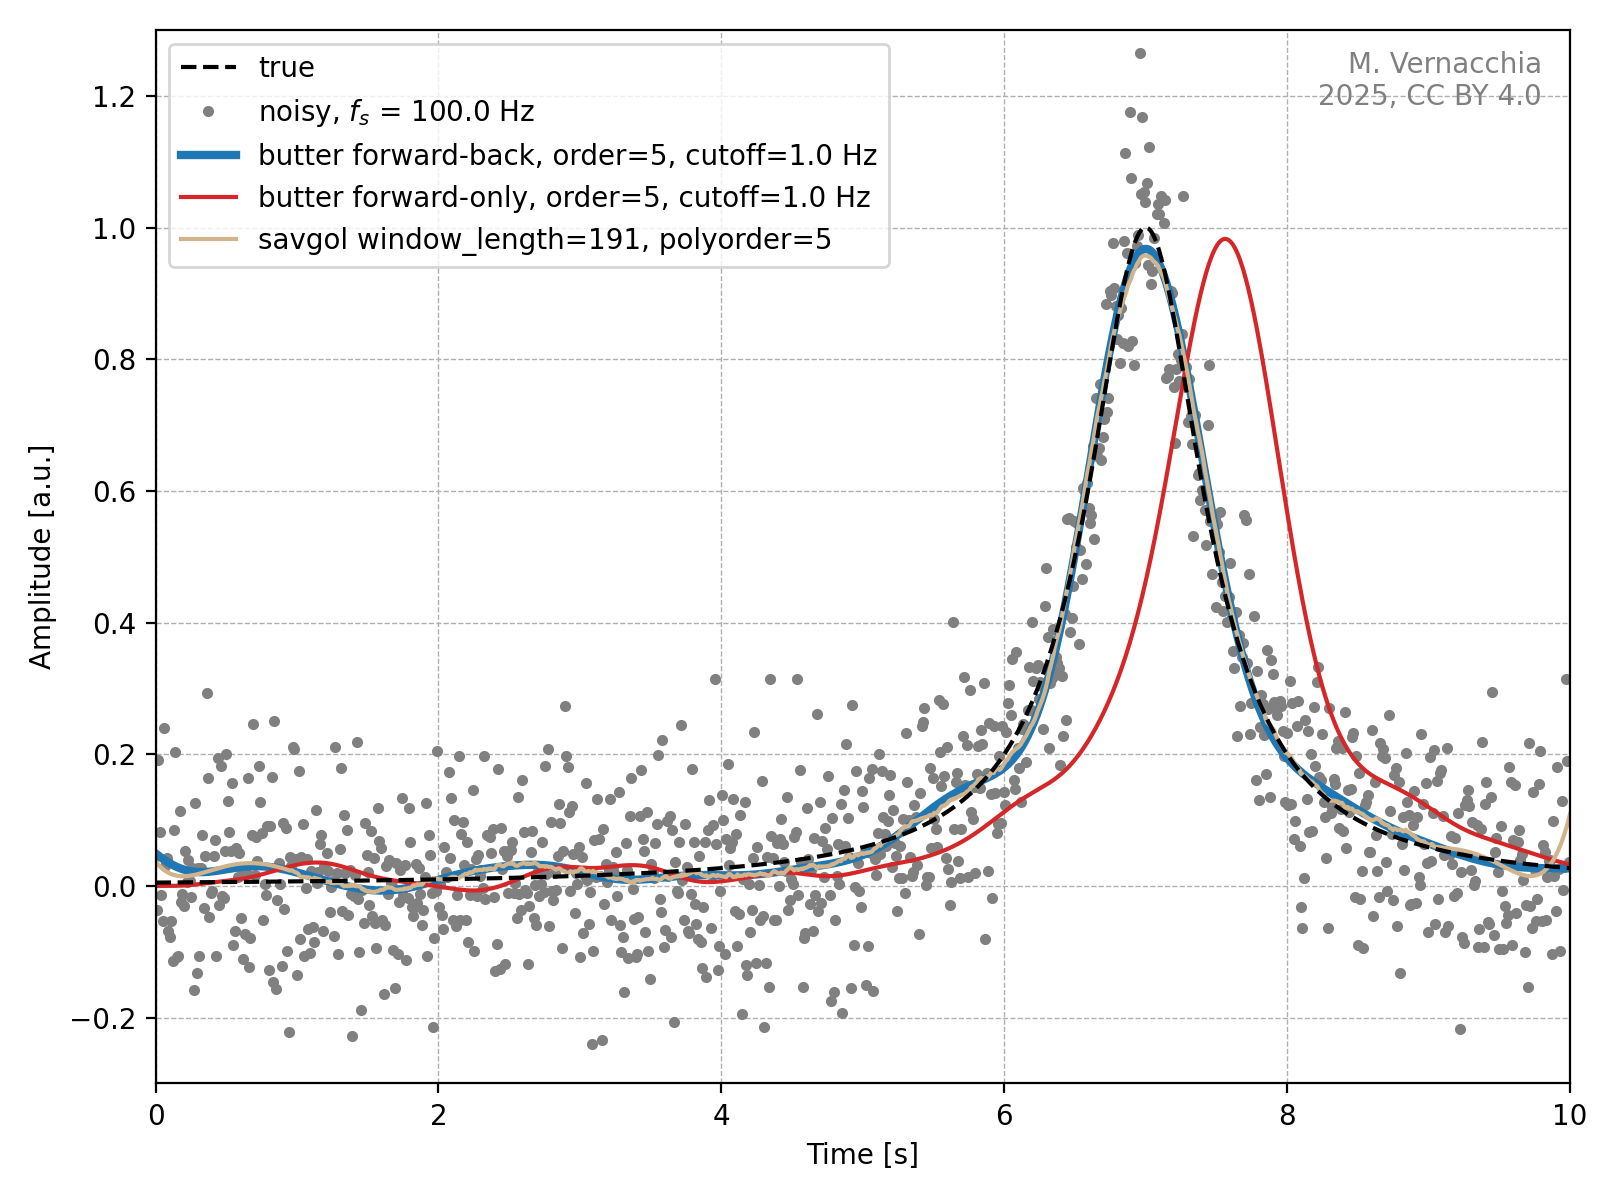 true
noisy, fs = 100.0 Hz
butter forward-back, order=5, cutoff=1.0 Hz
butter forward-only, order=5, cutoff=1.0 Hz
savgol window_length=191, polyorder=5
M. Vernacchia
2025, CC BY 4.0
Amplitude [a.u.]
1.2
1.0
0.8
0.6
0.4
0.2
0.0
−0.2
0 2 4 6 8 10
Time [s]